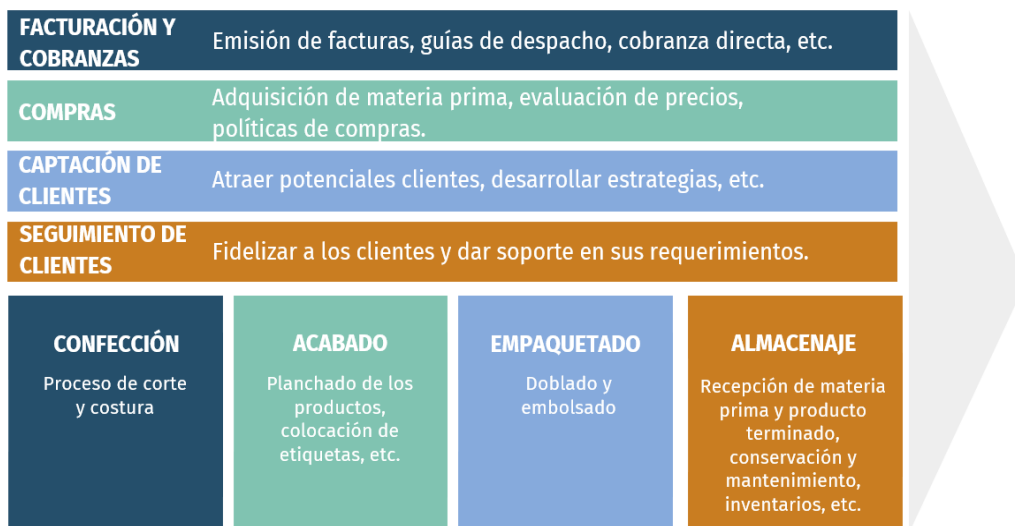 FACTURACIÓN Y
COBRANZAS
Emisión de facturas, guías de despacho, cobranza directa, etc.
COMPRAS
Adquisición de materia prima, evaluación de precios,
políticas de compras.
CAPTACIÓN DE
CLIENTES
Atraer potenciales clientes, desarrollar estrategias, etc.
SEGUIMIENTO DE
CLIENTES
Fidelizar a los clientes y dar soporte en sus requerimientos.
CONFECCIÓN
Proceso de corte
y costura
ACABADO
Planchado de los
productos,
colocación de
etiquetas, etc.
EMPAQUETADO
Doblado y
embolsado
ALMACENAJE
Recepción de materia
prima y producto
terminado,
conservación y
mantenimiento,
inventarios, etc.